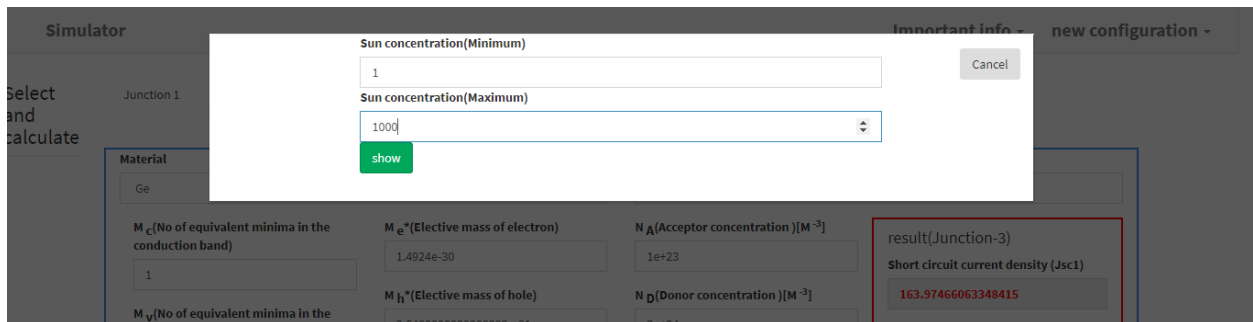 Simulator
Important info
new configuration
Sun concentration(Minimum)
1
Cancel
Sun concentration(Maximum)
1000
show
Select
and
calculate
Junction 1
Material
Ge
M C(No of equivalent minima in the
conduction band)
1
M e*(Elective mass of electron)
1.4924e-30
N A(Acceptor concentration )[M -3]
1e+23
result(Junction-3)
Short circuit current density (Jsc1)
163.97466063348415
M V(No of equivalent minima in the
M h*(Elective mass of hole)
N D(Donor concentration )[M -3]